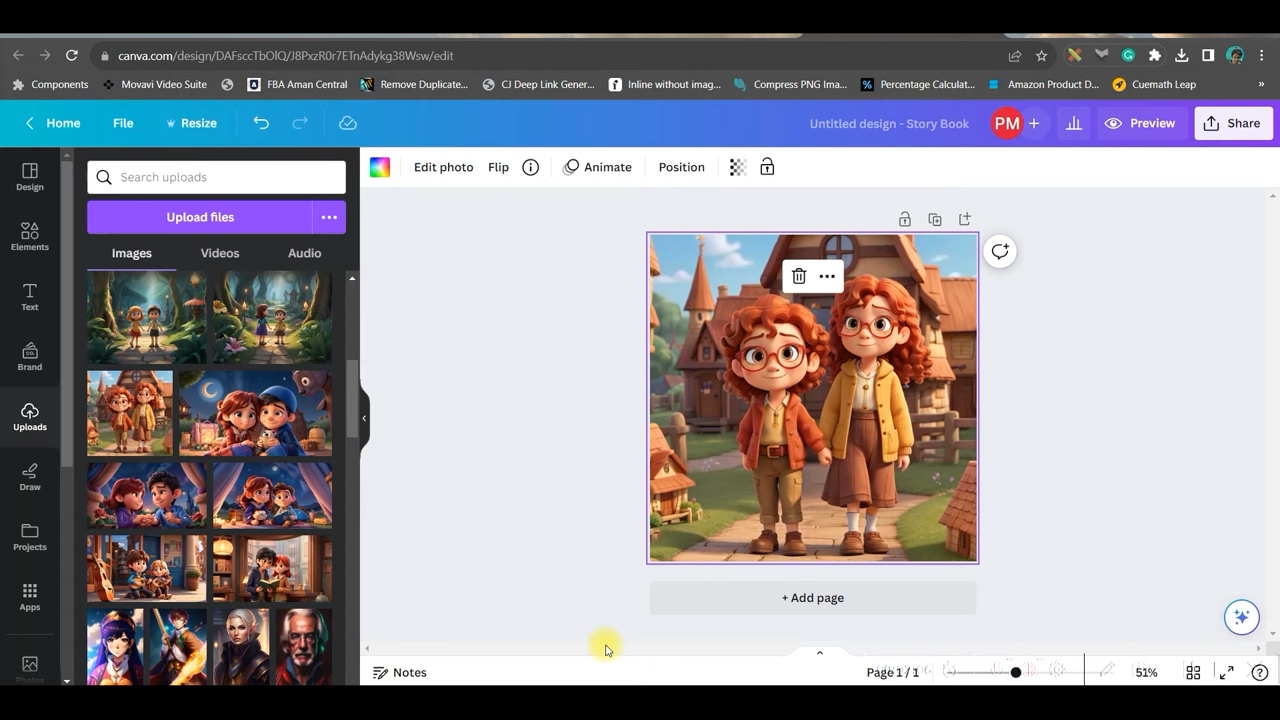 canva.com/design/DAFsccTbOlQ/J8PxzR0r7ETnAdykg38Wsw/edit
Components
Movavi Video Suite
FBA Aman Central
Remove Duplicate...
CJ Deep Link Gener...
Inline without imag...
Compress PNG Ima...
Percentage Calculat...
Amazon Product D...
Cuemath Leap
»
Home
File
Resize
Untitled design - Story Book
PM
+
Preview
Share
Design
Elements
Text
Brand
Uploads
Draw
Projects
Apps
Photos
Search uploads
Upload files
Images
Videos
Audio
Edit photo
Flip
Animate
Position
+ Add page
Notes
Page 1 / 1
51%